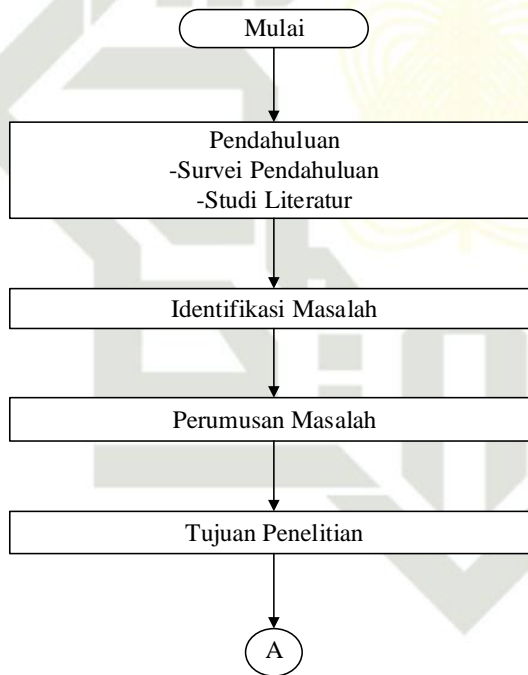 Mulai
Pendahuluan
-Survei Pendahuluan
-Studi Literatur
Identifikasi Masalah
Perumusan Masalah
Tujuan Penelitian
A